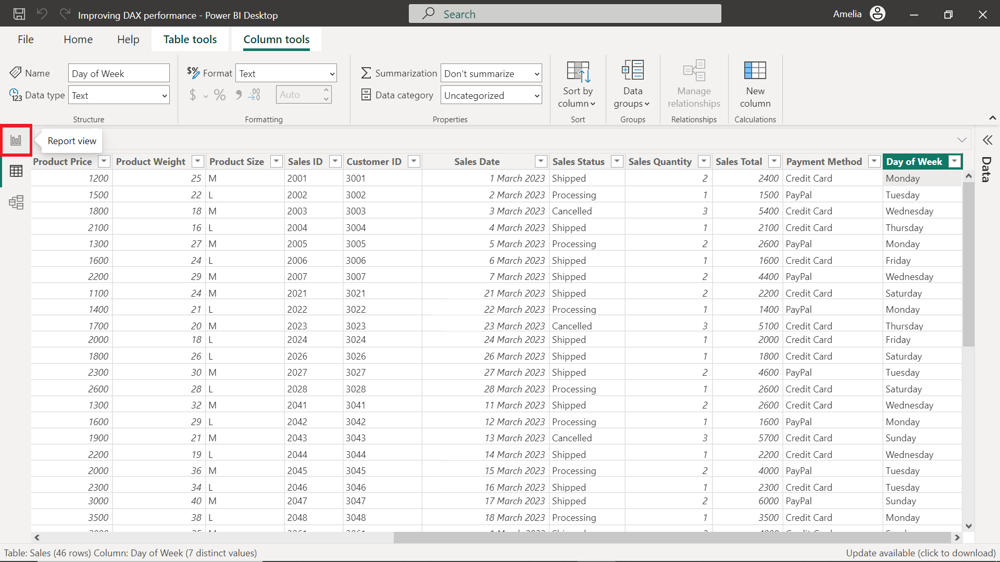 Improving DAX performance - Power BI Desktop
Search
Amelia
File Home Help Table tools Column tools
Name Day of Week
Data type Text
Structure
$% Format Text
$ % 9 .00 Auto
Formatting
Summarization Don't summarize
Data category Uncategorized
Properties
Sort by
column
Sort
Data
groups
Groups
Manage
relationships
Relationships
New
column
Calculations
Report view
Data
Product Price Product Weight Product Size Sales ID Customer ID Sales Date Sales Status Sales Quantity Sales Total Payment Method Day of Week
1200 25 M 2001 3001 1 March 2023 Shipped 2 2400 Credit Card Monday
1500 22 L 2002 3002 2 March 2023 Processing 1 1500 PayPal Tuesday
1800 18 M 2003 3003 3 March 2023 Cancelled 3 5400 Credit Card Wednesday
2100 16 L 2004 3004 4 March 2023 Shipped 1 2100 Credit Card Thursday
1300 27 M 2005 3005 5 March 2023 Processing 2 2600 PayPal Monday
1600 24 L 2006 3006 6 March 2023 Shipped 1 1600 Credit Card Friday
2200 29 M 2007 3007 7 March 2023 Shipped 2 4400 PayPal Wednesday
1100 24 M 2021 3021 21 March 2023 Shipped 2 2200 Credit Card Saturday
1400 21 L 2022 3022 22 March 2023 Processing 1 1400 PayPal Monday
1700 20 M 2023 3023 23 March 2023 Cancelled 3 5100 Credit Card Thursday
2000 18 L 2024 3024 24 March 2023 Shipped 1 2000 Credit Card Friday
1800 26 L 2026 3026 26 March 2023 Shipped 1 1800 Credit Card Saturday
2300 30 M 2027 3027 27 March 2023 Shipped 2 4600 PayPal Tuesday
2600 28 L 2028 3028 28 March 2023 Processing 1 2600 Credit Card Saturday
1300 32 M 2041 3041 11 March 2023 Shipped 2 2600 Credit Card Wednesday
1600 29 L 2042 3042 12 March 2023 Processing 1 1600 PayPal Monday
1900 21 M 2043 3043 13 March 2023 Cancelled 3 5700 Credit Card Sunday
2200 19 L 2044 3044 14 March 2023 Shipped 1 2200 Credit Card Wednesday
2000 36 M 2045 3045 15 March 2023 Processing 2 4000 PayPal Tuesday
2300 34 L 2046 3046 16 March 2023 Shipped 1 2300 Credit Card Tuesday
3000 40 M 2047 3047 17 March 2023 Shipped 2 6000 PayPal Sunday
3500 38 L 2048 3048 18 March 2023 Processing 1 3500 Credit Card Monday
Table: Sales (46 rows) Column: Day of Week (7 distinct values)
Update available (click to download)